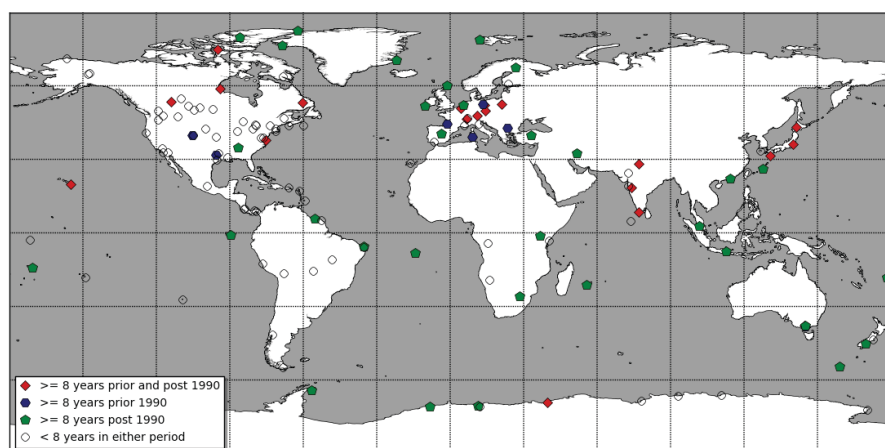 >= 8 years prior and post 1990
>= 8 years prior 1990
>= 8 years post 1990
< 8 years in either period